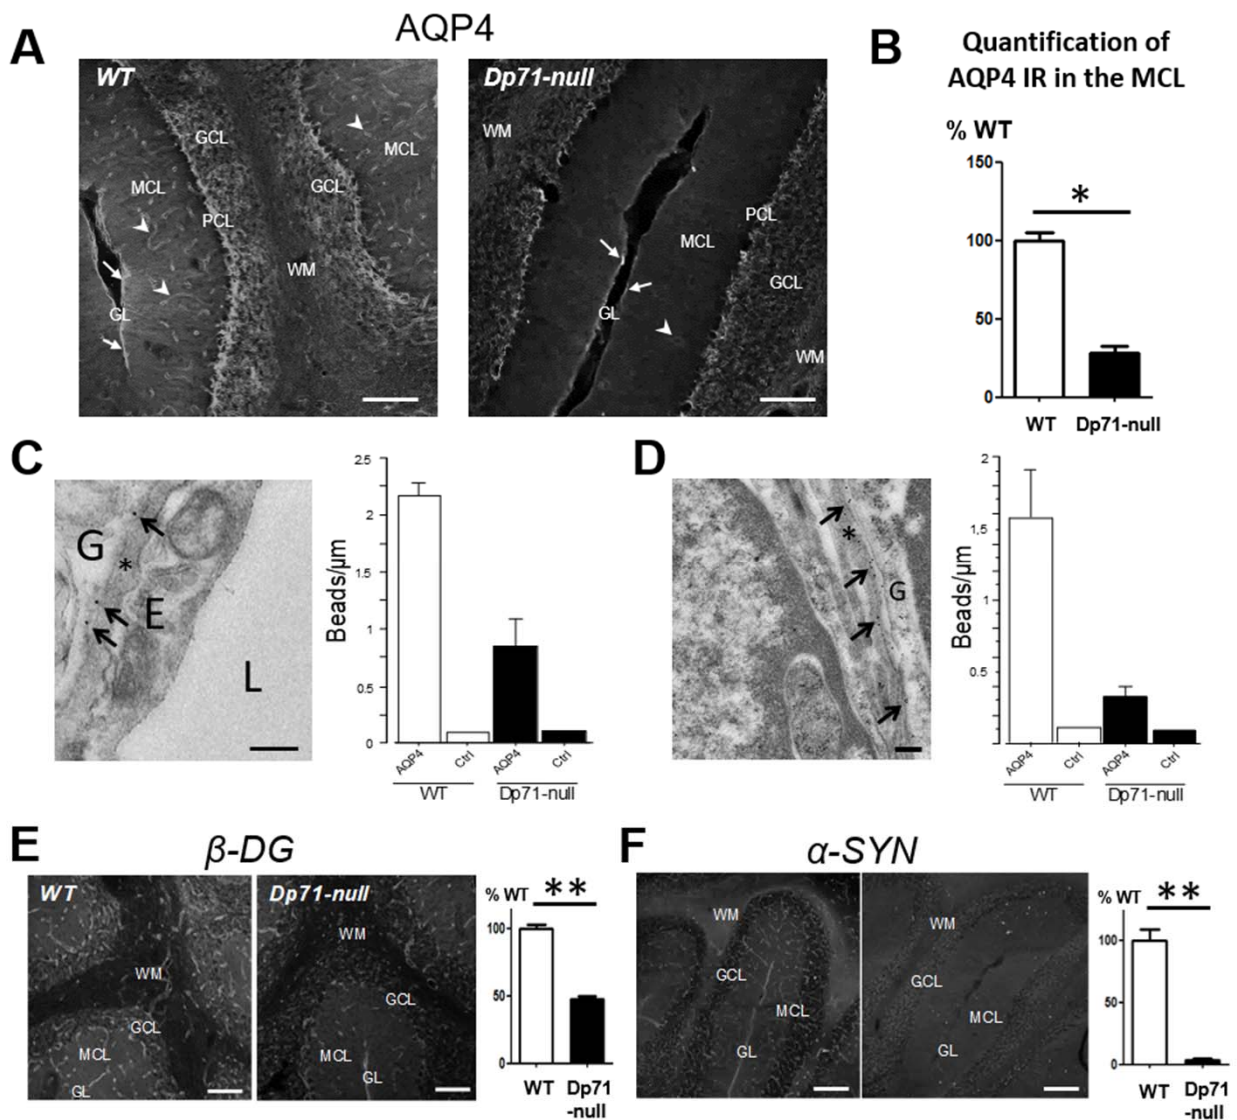 AQP4
A
WT
GCL
MCL
GCL
MCL
PCL
WM
GL
Dp71-null
WM
PCL
MCL
GCL
GL
WM
B
Quantification of
AQP4 IR in the MCL
% WT
150
*
100
50
0
WT Dp71-null
C
G
*
E
L
Beads/µm
2.5
2
1.5
1
0.5
0
AQP4 Ctrl AQP4 Ctrl
WT Dp71-null
D
*
G
Beads/µm
2
1.5
1
0.5
AQP4 Ctrl AQP4 Ctrl
WT Dp71-null
E
β-DG
WT
WM
GCL
MCL
GL
Dp71-null
WM
GCL
MCL
GL
% WT
**
100
50
0
WT Dp71
-null
F
α-SYN
WM
GCL
MCL
GL
WM
GCL
MCL
GL
% WT
**
100
50
0
WT Dp71
-null